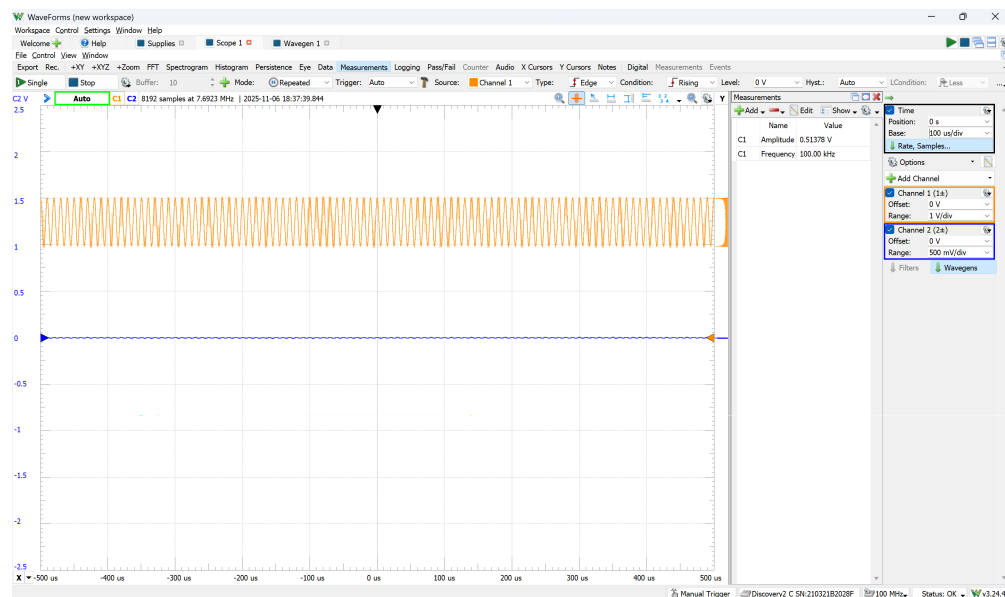 WaveForms (new workspace)
Workspace Control Settings Window Help
Welcome Help Supplies Scope 1 Wavegen 1
File Control View Window
Export Rec. +XY +XYZ +Zoom FFT Spectrogram Histogram Persistence Eye Data Measurements Logging Pass/Fail Counter Audio X Cursors Y Cursors Notes Digital Measurements Events
Single Stop Buffer: 10 Mode: Repeated Trigger: Auto Source: Channel 1 Type: Edge Condition: Rising Level: 0 V Hyst.: Auto LCondition: Less
C2 V Auto C1 C2 8192 samples at 7.6923 MHz | 2025-11-06 18:37:39.844 Y
2.5
2
1.5
1
0.5
0
-0.5
-1
-1.5
-2
-2.5
X -500 us -400 us -300 us -200 us -100 us 0 us 100 us 200 us 300 us 400 us 500 us
Measurements
Add Edit Show
Name Value
C1 Amplitude 0.51378 V
C1 Frequency 100.00 kHz
Time
Position: 0 s
Base: 100 us/div
Rate, Samples...
Options
Add Channel
Channel 1 (1±)
Offset: 0 V
Range: 1 V/div
Channel 2 (2±)
Offset: 0 V
Range: 500 mV/div
Filters Wavegens
Manual Trigger Discovery2 C SN:210321B2028F 100 MHz Status: OK v3.24.4